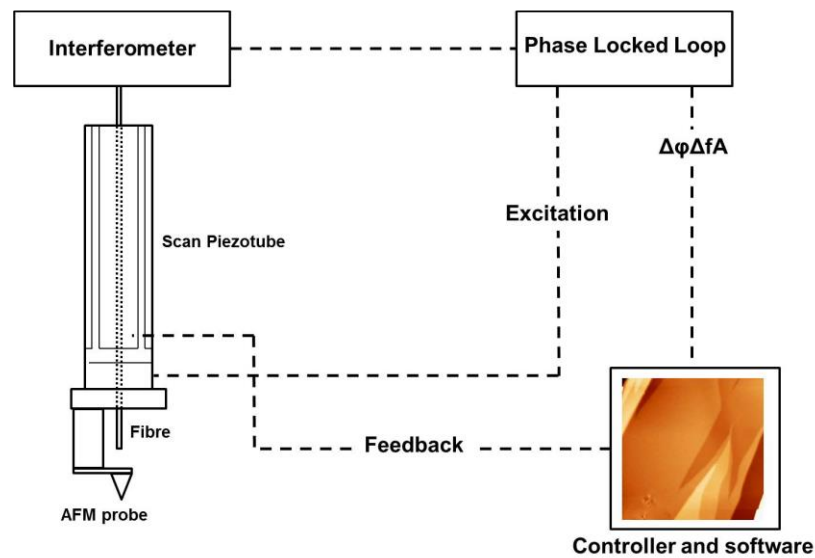 Interferometer
Phase Locked Loop
ΔφΔfA
Excitation
Scan Piezotube
Fibre
Feedback
AFM probe
Controller and software